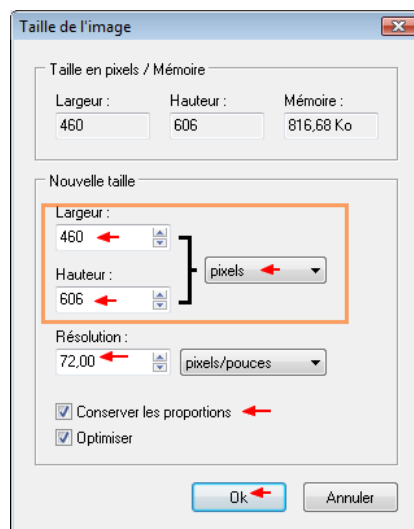 Taille de l'image
Taille en pixels / Mémoire
Largeur : Hauteur : Mémoire :
460 606 816,68 Ko
Nouvelle taille
Largeur :
460
pixels
Hauteur :
606
Résolution :
72,00 pixels/pouces
Conserver les proportions
Optimiser
Ok Annuler